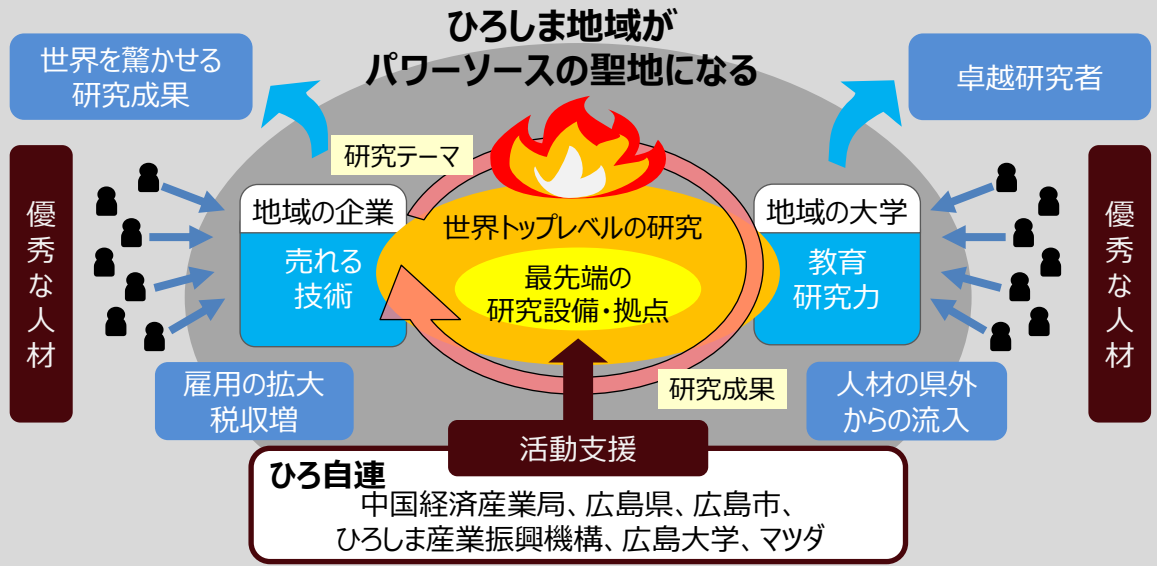 ひろしま地域が
パワーソースの聖地になる
世界を驚かせる
研究成果
卓越研究者
研究テーマ
優秀な人材
地域の企業
売れる
技術
世界トップレベルの研究
最先端の
研究設備・拠点
地域の大学
教育
研究力
優秀な人材
雇用の拡大
税収増
研究成果
人材の県外
からの流入
活動支援
ひろ自連
中国経済産業局、広島県、広島市、
ひろしま産業振興機構、広島大学、マツダ